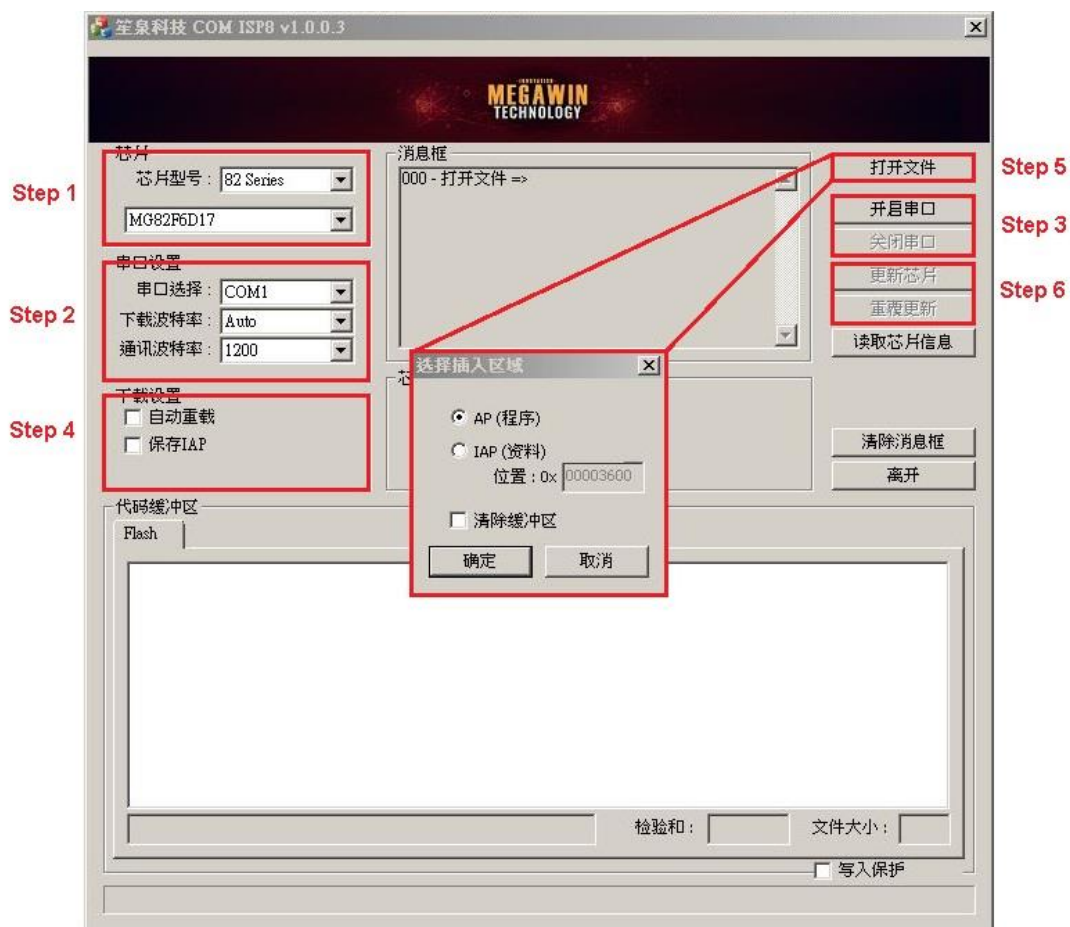 笙泉科技 COM ISP8 v1.0.0.3
INNOVATION
MEGAWIN
TECHNOLOGY
Step 1
芯片
芯片型号： 82 Series
MG82F6D17
Step 2
串口设置
串口选择： COM1
下载波特率： Auto
通讯波特率： 1200
Step 4
下载设置
自动重载
保存IAP
消息框
000 - 打开文件 =>
芯
打开文件
Step 5
开启串口
关闭串口
Step 3
更新芯片
重覆更新
Step 6
读取芯片信息
清除消息框
离开
选择插入区域
AP (程序)
IAP (资料)
位置：0x 00003600
清除缓冲区
确定 取消
代码缓冲区
Flash
检验和： 文件大小：
写入保护